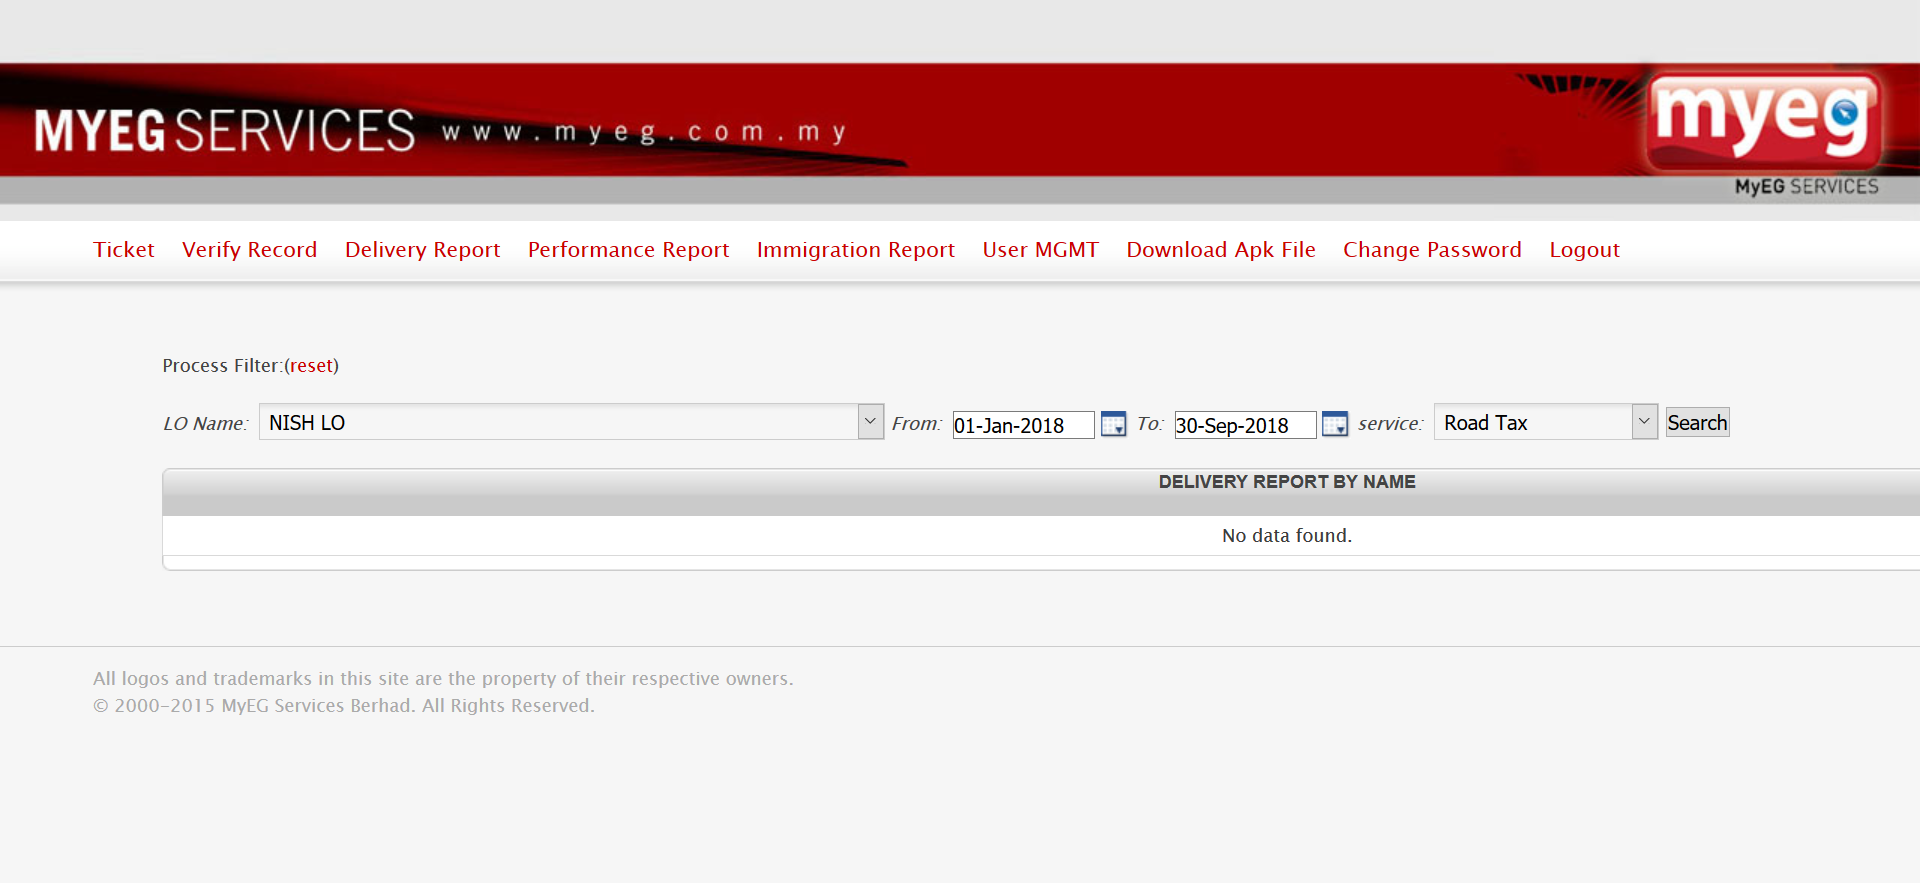 MYEG SERVICES www.myeg.com.my
myeg
MyEG SERVICES
Ticket Verify Record Delivery Report Performance Report Immigration Report User MGMT Download Apk File Change Password Logout
Process Filter:(reset)
LO Name: NISH LO From: 01-Jan-2018 To: 30-Sep-2018 service: Road Tax Search
DELIVERY REPORT BY NAME
No data found.
All logos and trademarks in this site are the property of their respective owners.
© 2000-2015 MyEG Services Berhad. All Rights Reserved.